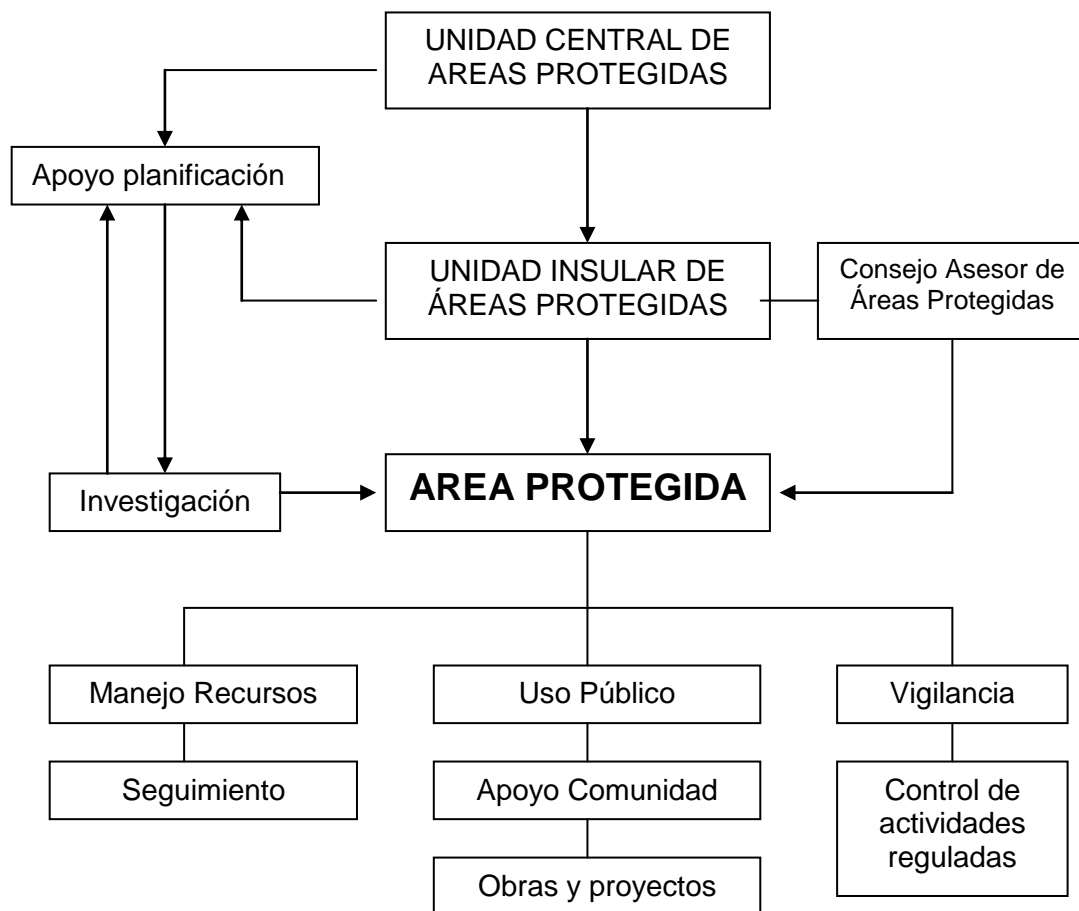 UNIDAD CENTRAL DE
AREAS PROTEGIDAS
Apoyo planificación
UNIDAD INSULAR DE
ÁREAS PROTEGIDAS
Consejo Asesor de
Áreas Protegidas
Investigación
AREA PROTEGIDA
Manejo Recursos
Uso Público
Vigilancia
Seguimiento
Apoyo Comunidad
Control de
actividades
reguladas
Obras y proyectos